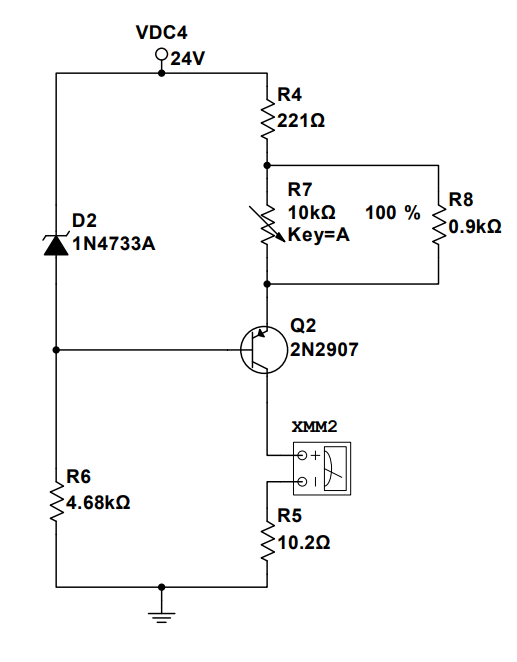 VDC4
24V
R4
221Ω
R7
10kΩ
Key=A
100 %
R8
0.9kΩ
D2
1N4733A
Q2
2N2907
XMM2
R6
4.68kΩ
R5
10.2Ω